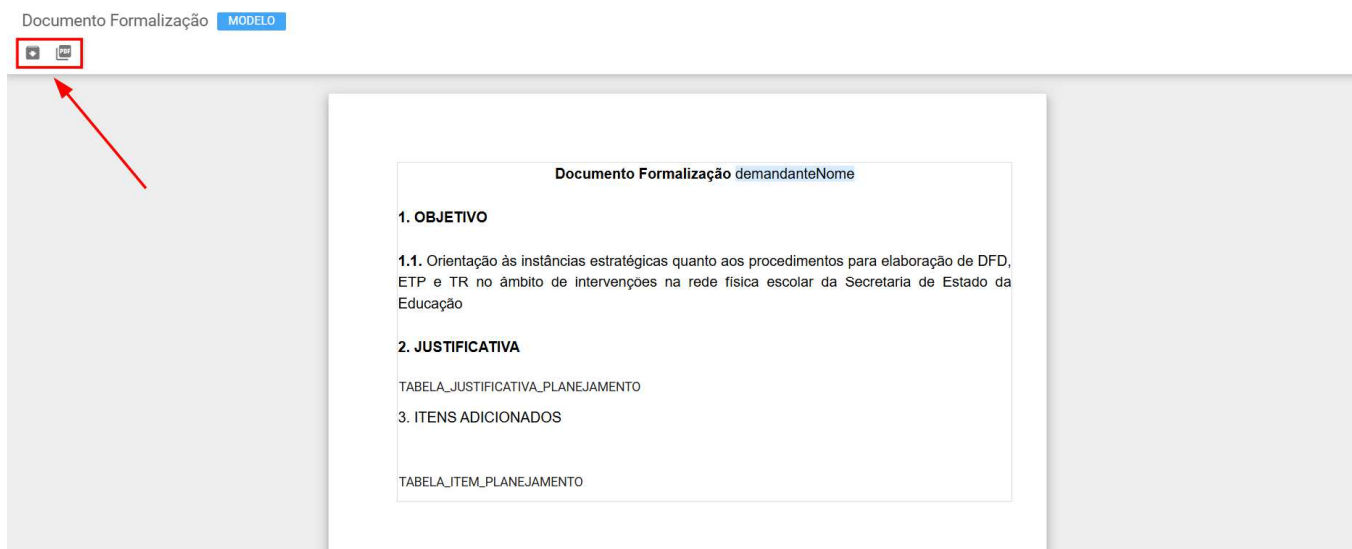 Documento Formalização MODELO
PDF
Documento Formalização demandanteNome
1. OBJETIVO
1.1. Orientação às instâncias estratégicas quanto aos procedimentos para elaboração de DFD,
ETP e TR no âmbito de intervenções na rede física escolar da Secretaria de Estado da
Educação
2. JUSTIFICATIVA
TABELA_JUSTIFICATIVA_PLANEJAMENTO
3. ITENS ADICIONADOS
TABELA_ITEM_PLANEJAMENTO